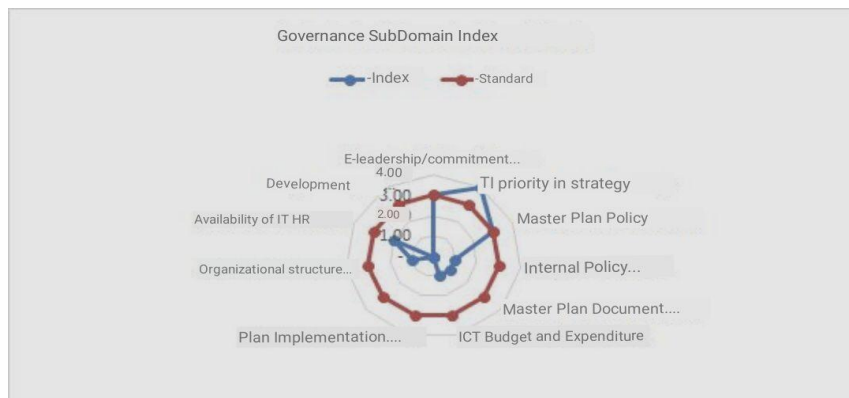 Governance SubDomain Index
-Index -Standard
E-leadership/commitment...
4.00
Development
TI priority in strategy
3.00
2.00
Availability of IT HR
Master Plan Policy
1.00
-
Organizational structure...
Internal Policy...
Master Plan Document....
Plan Implementation....
ICT Budget and Expenditure